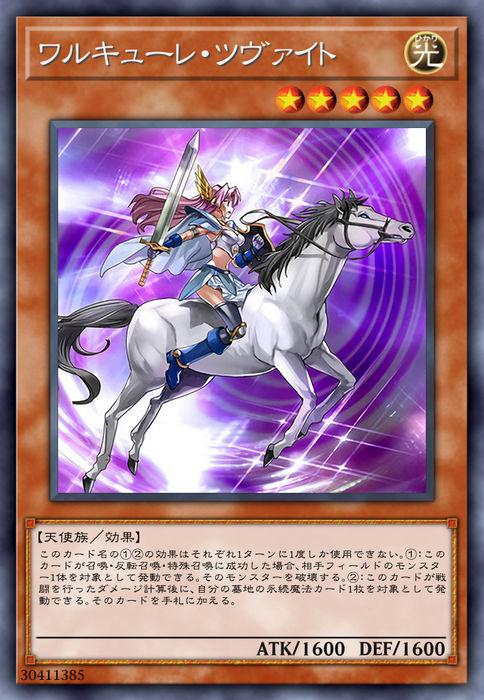 ワルキューレ・ツヴァイト
ひかり
光
【天使族／効果】
このカード名の①②の効果はそれぞれ1ターンに1度しか使用できない。①：この
カードが召喚・反転召喚・特殊召喚に成功した場合、相手フィールドのモンスタ
ー1体を対象として発動できる。そのモンスターを破壊する。②：このカードが戦
闘を行ったダメージ計算後に、自分の墓地の永続魔法カード1枚を対象として発
動できる。そのカードを手札に加える。
ATK/1600 DEF/1600
30411385